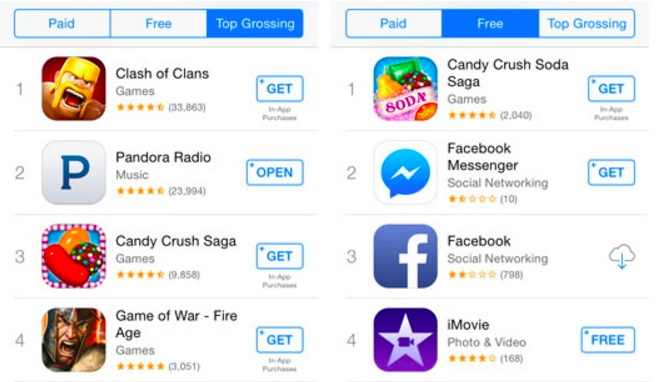 Paid Free Top Grossing
1 Clash of Clans
Games
(33,863)
+GET
In-App
Purchases
2 P Pandora Radio
Music
(23,994)
+OPEN
3 Candy Crush Saga
Games
(9,858)
+GET
In-App
Purchases
4 Game of War - Fire
Age
Games
(3,051)
+GET
In-App
Purchases
Paid Free Top Grossing
1 SODA Candy Crush Soda
Saga
Games
(2,040)
+GET
In-App
Purchases
2 Facebook
Messenger
Social Networking
(10)
+GET
3 f Facebook
Social Networking
(798)
4 iMovie
Photo & Video
(168)
+FREE